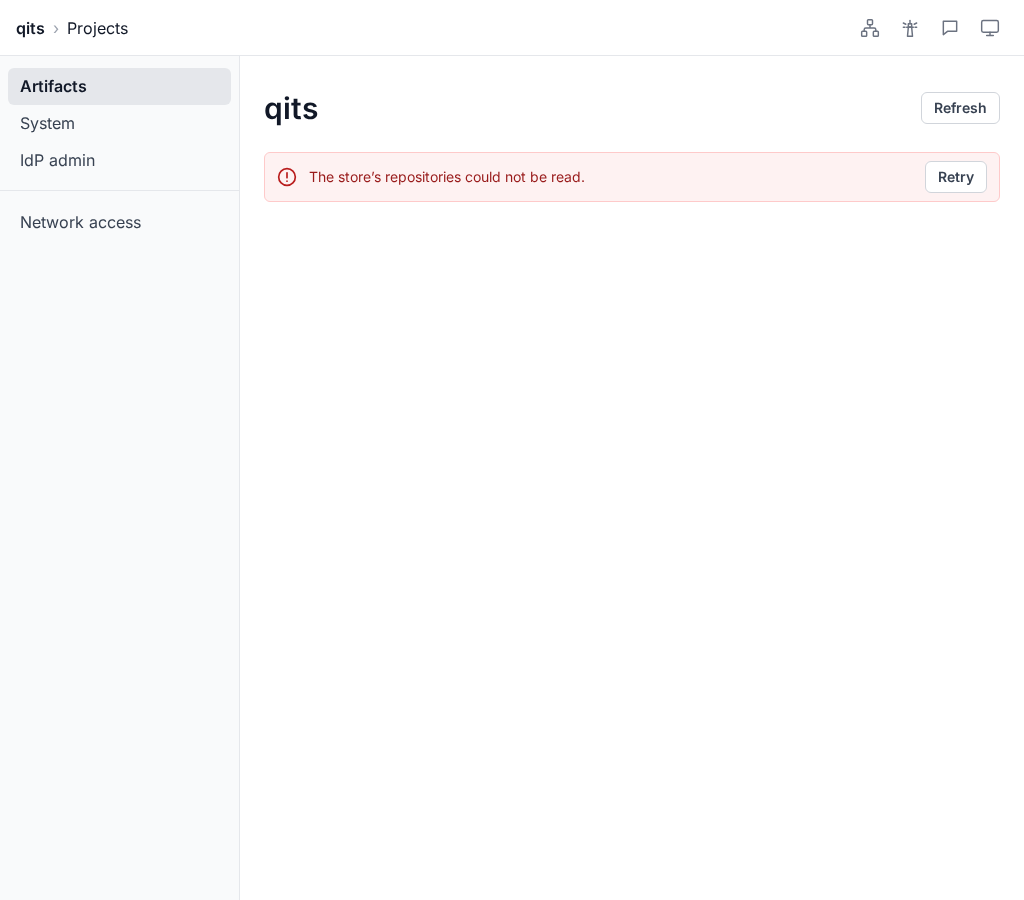 qits › Projects
Artifacts
System
IdP admin
Network access
qits
Refresh
The store’s repositories could not be read.
Retry